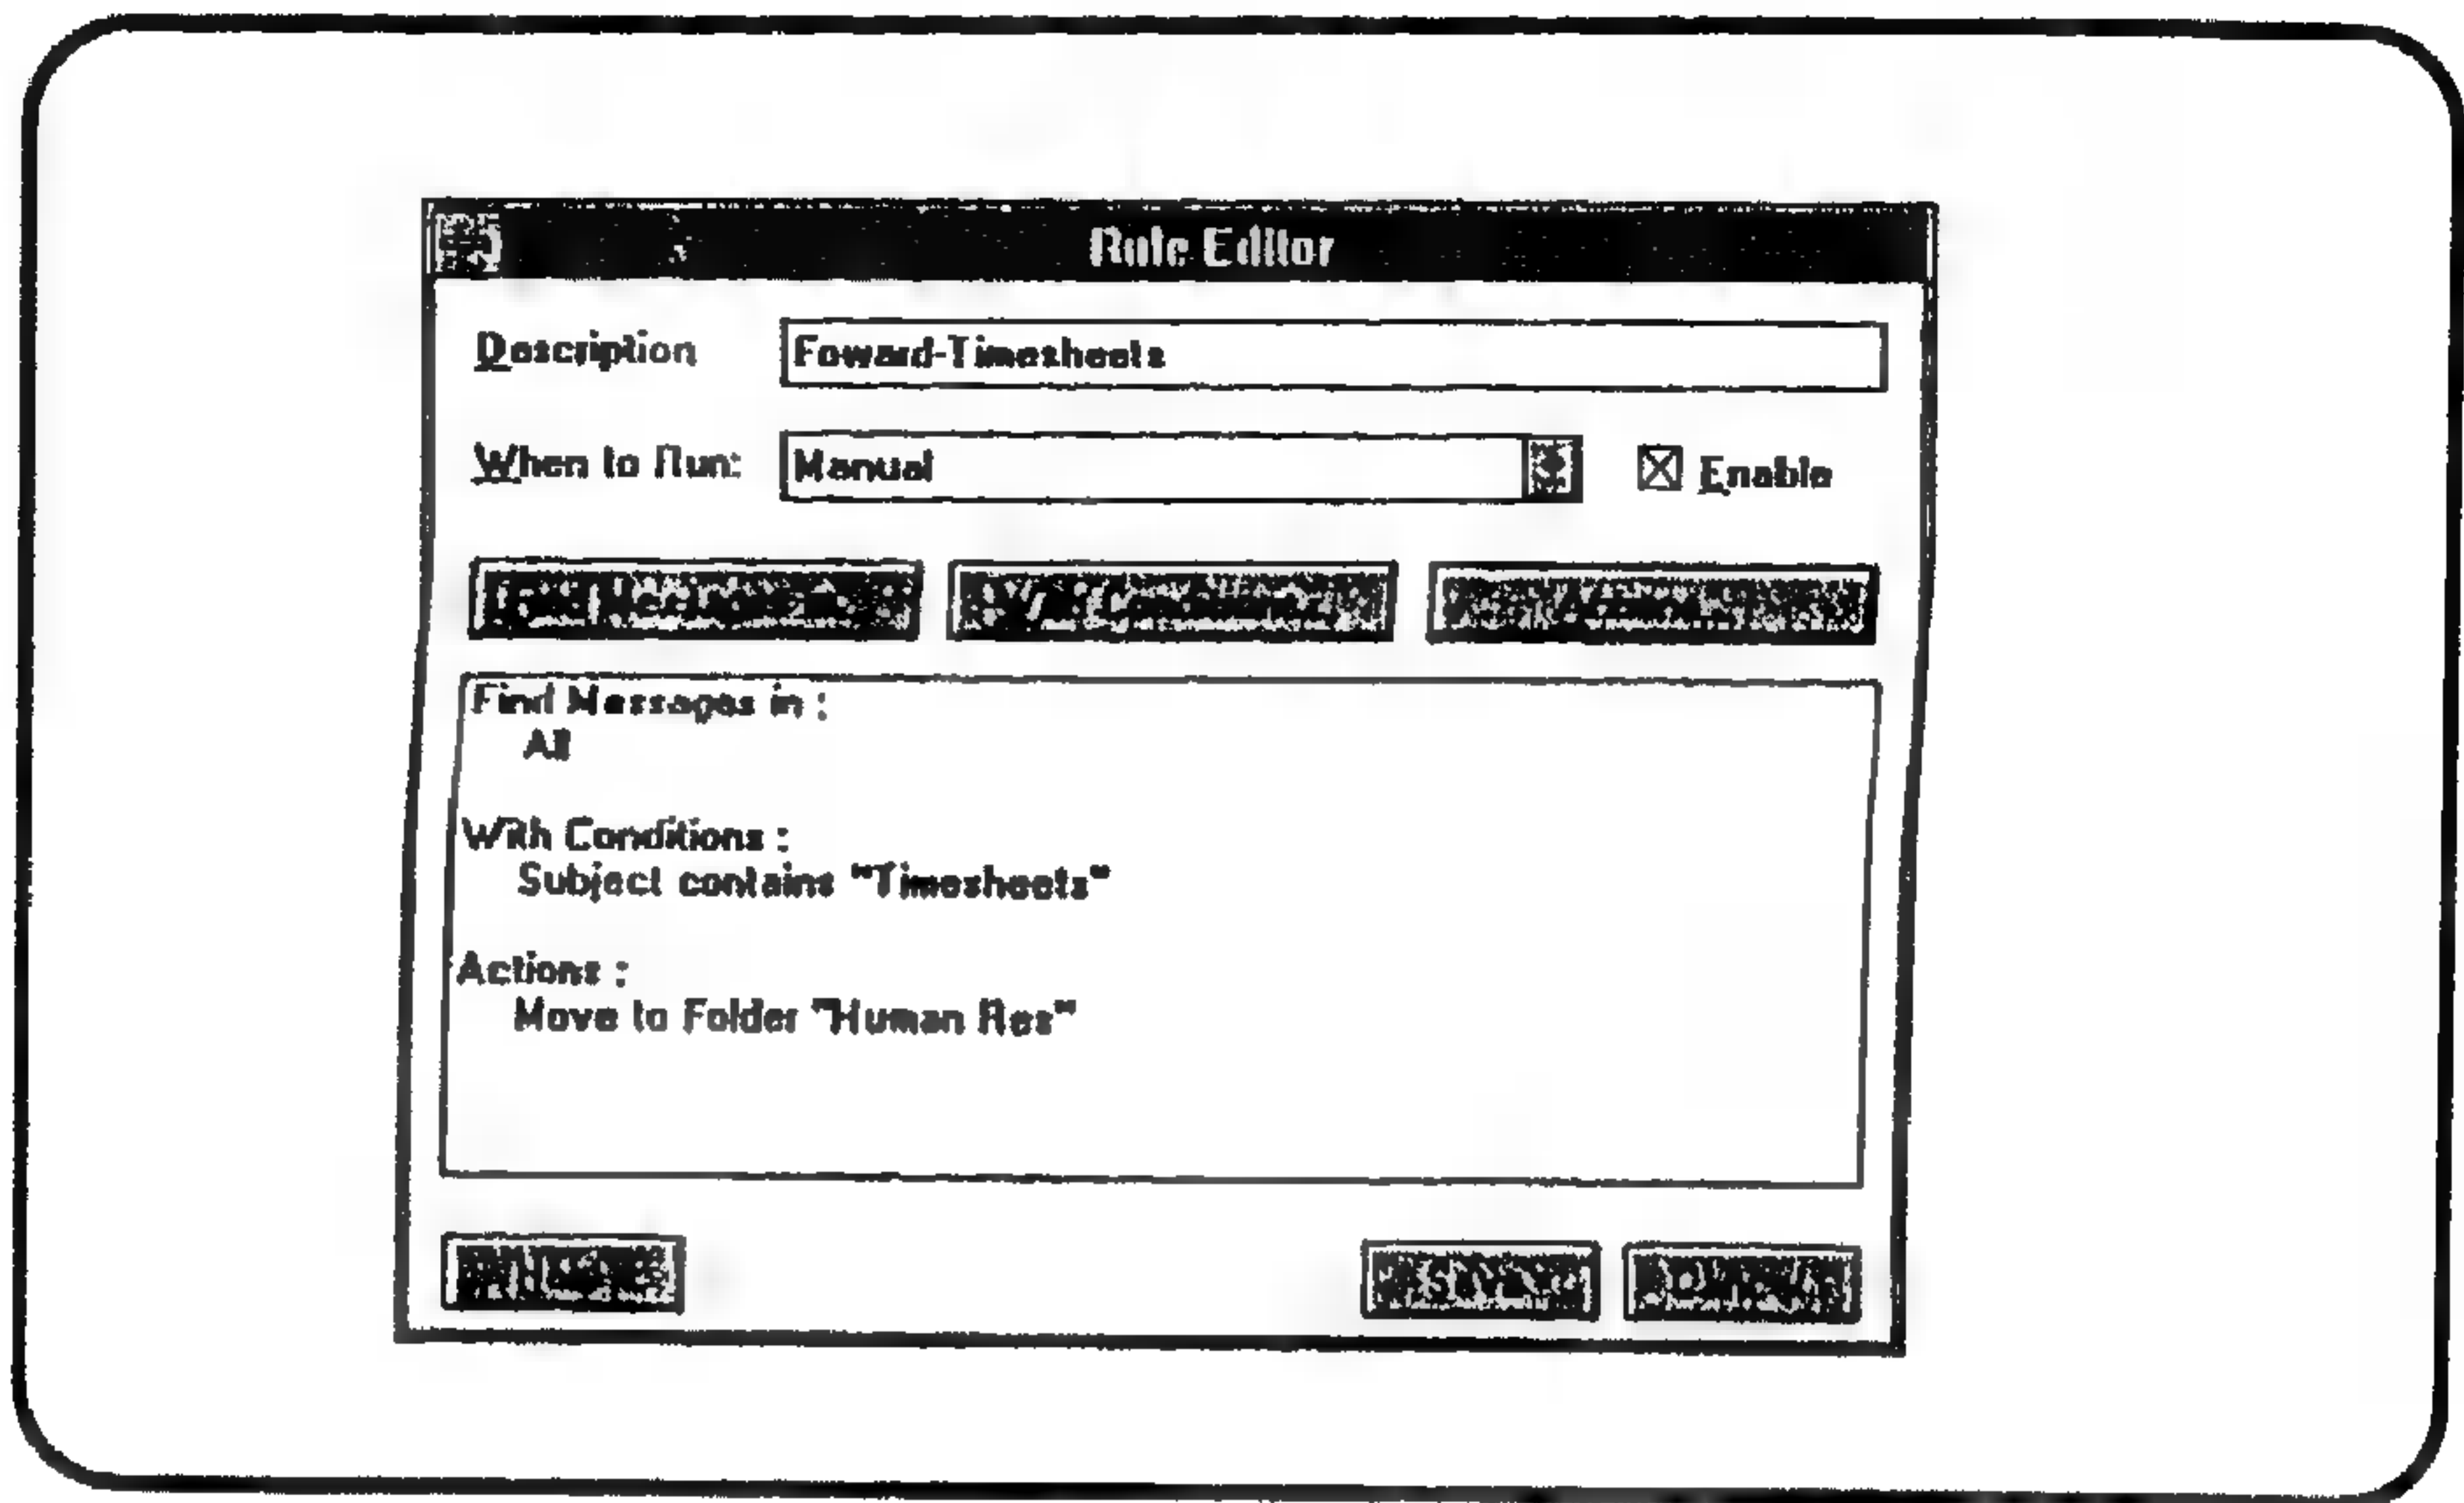 Rule Editor
Description
Foward-Timesheets
When to Run:
Manual
Enable
Find Messages in :
All
With Conditions :
Subject contains "Timesheets"
Actions :
Move to Folder "Human Res"